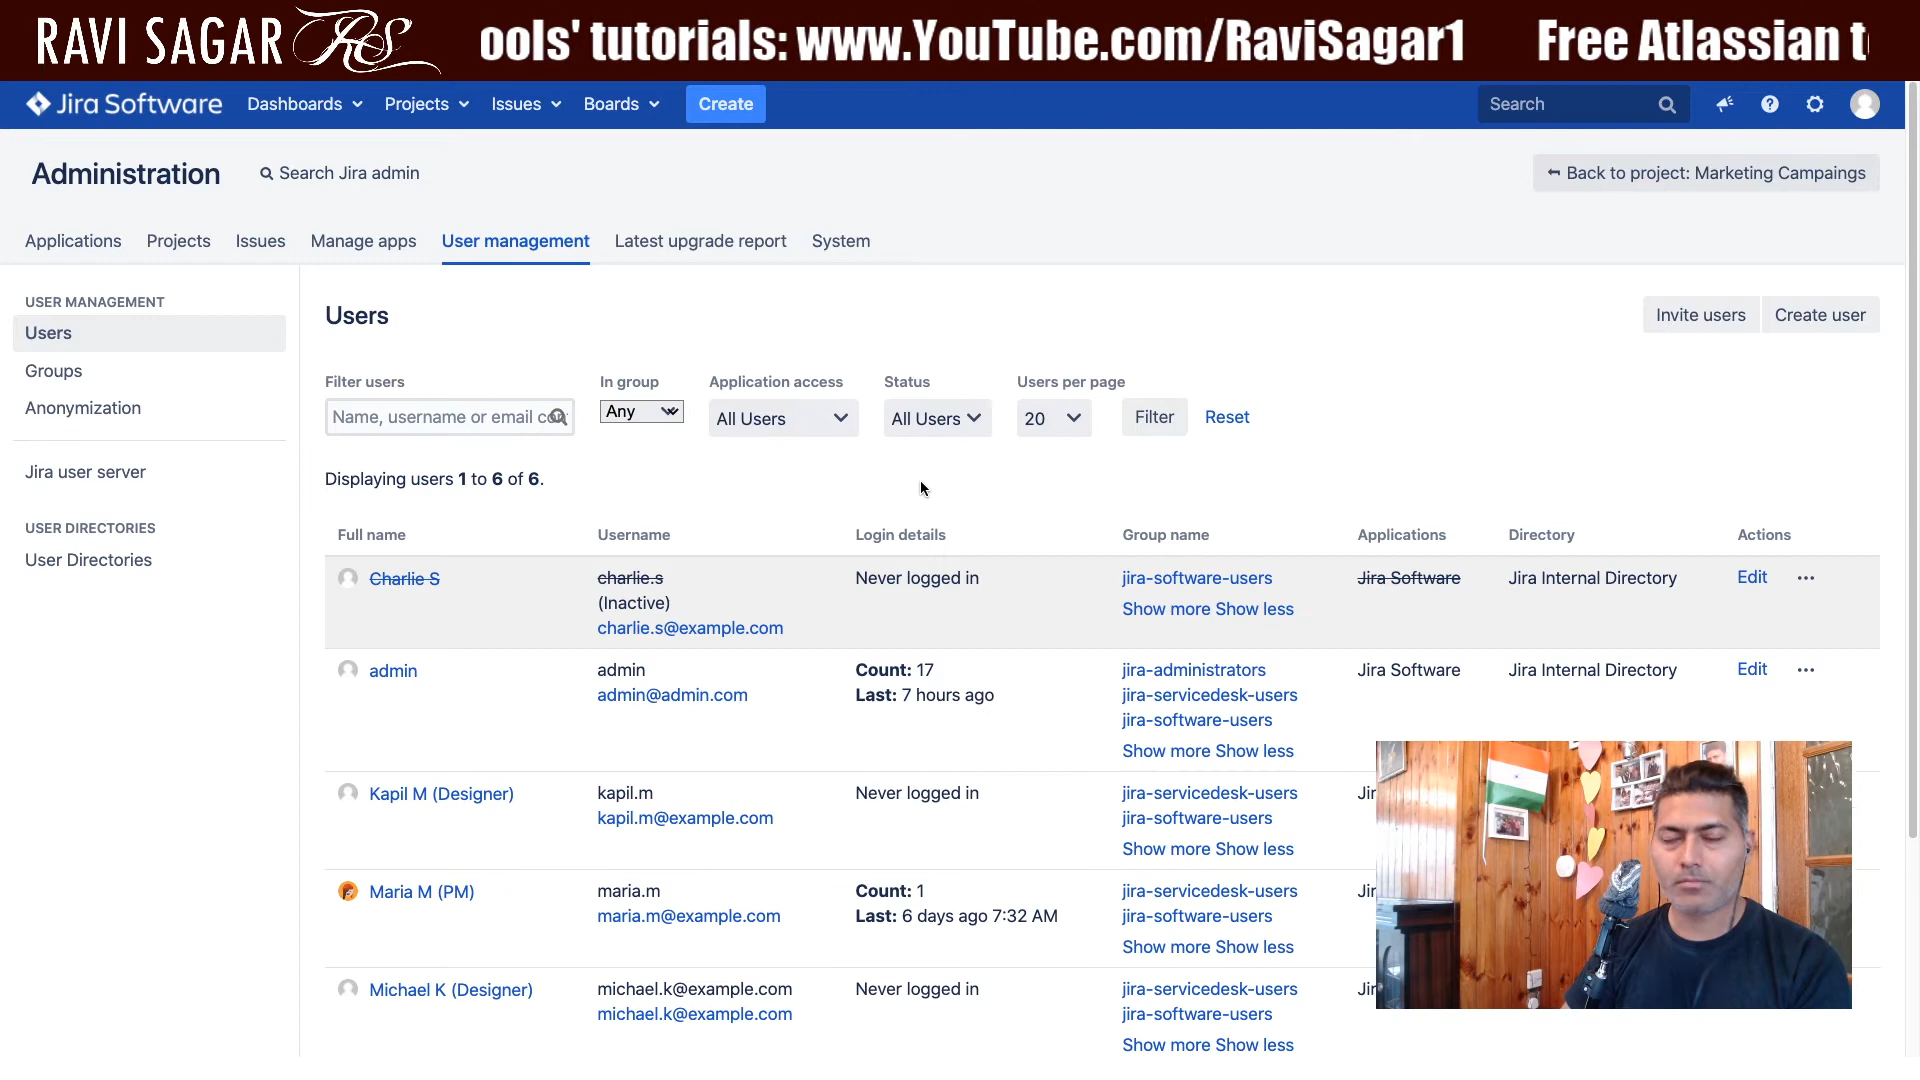 RAVI SAGAR RS ools' tutorials: www.YouTube.com/RaviSagar1 Free Atlassian t
Jira Software Dashboards Projects Issues Boards Create Search
Administration Search Jira admin Back to project: Marketing Campaings
Applications Projects Issues Manage apps User management Latest upgrade report System
USER MANAGEMENT
Users
Groups
Anonymization
Jira user server
USER DIRECTORIES
User Directories
Users Invite users Create user
Filter users In group Application access Status Users per page
Name, username or email con Any All Users All Users 20 Filter Reset
Displaying users 1 to 6 of 6.
Full name Username Login details Group name Applications Directory Actions
Charlie S charlie.s Never logged in jira-software-users Jira Software Jira Internal Directory Edit ...
(Inactive) Show more Show less
charlie.s@example.com
admin admin Count: 17 jira-administrators Jira Software Jira Internal Directory Edit ...
admin@admin.com Last: 7 hours ago jira-servicedesk-users
jira-software-users
Show more Show less
Kapil M (Designer) kapil.m Never logged in jira-servicedesk-users Jir
kapil.m@example.com jira-software-users
Show more Show less
Maria M (PM) maria.m Count: 1 jira-servicedesk-users Jir
maria.m@example.com Last: 6 days ago 7:32 AM jira-software-users
Show more Show less
Michael K (Designer) michael.k@example.com Never logged in jira-servicedesk-users Jir
michael.k@example.com jira-software-users
Show more Show less